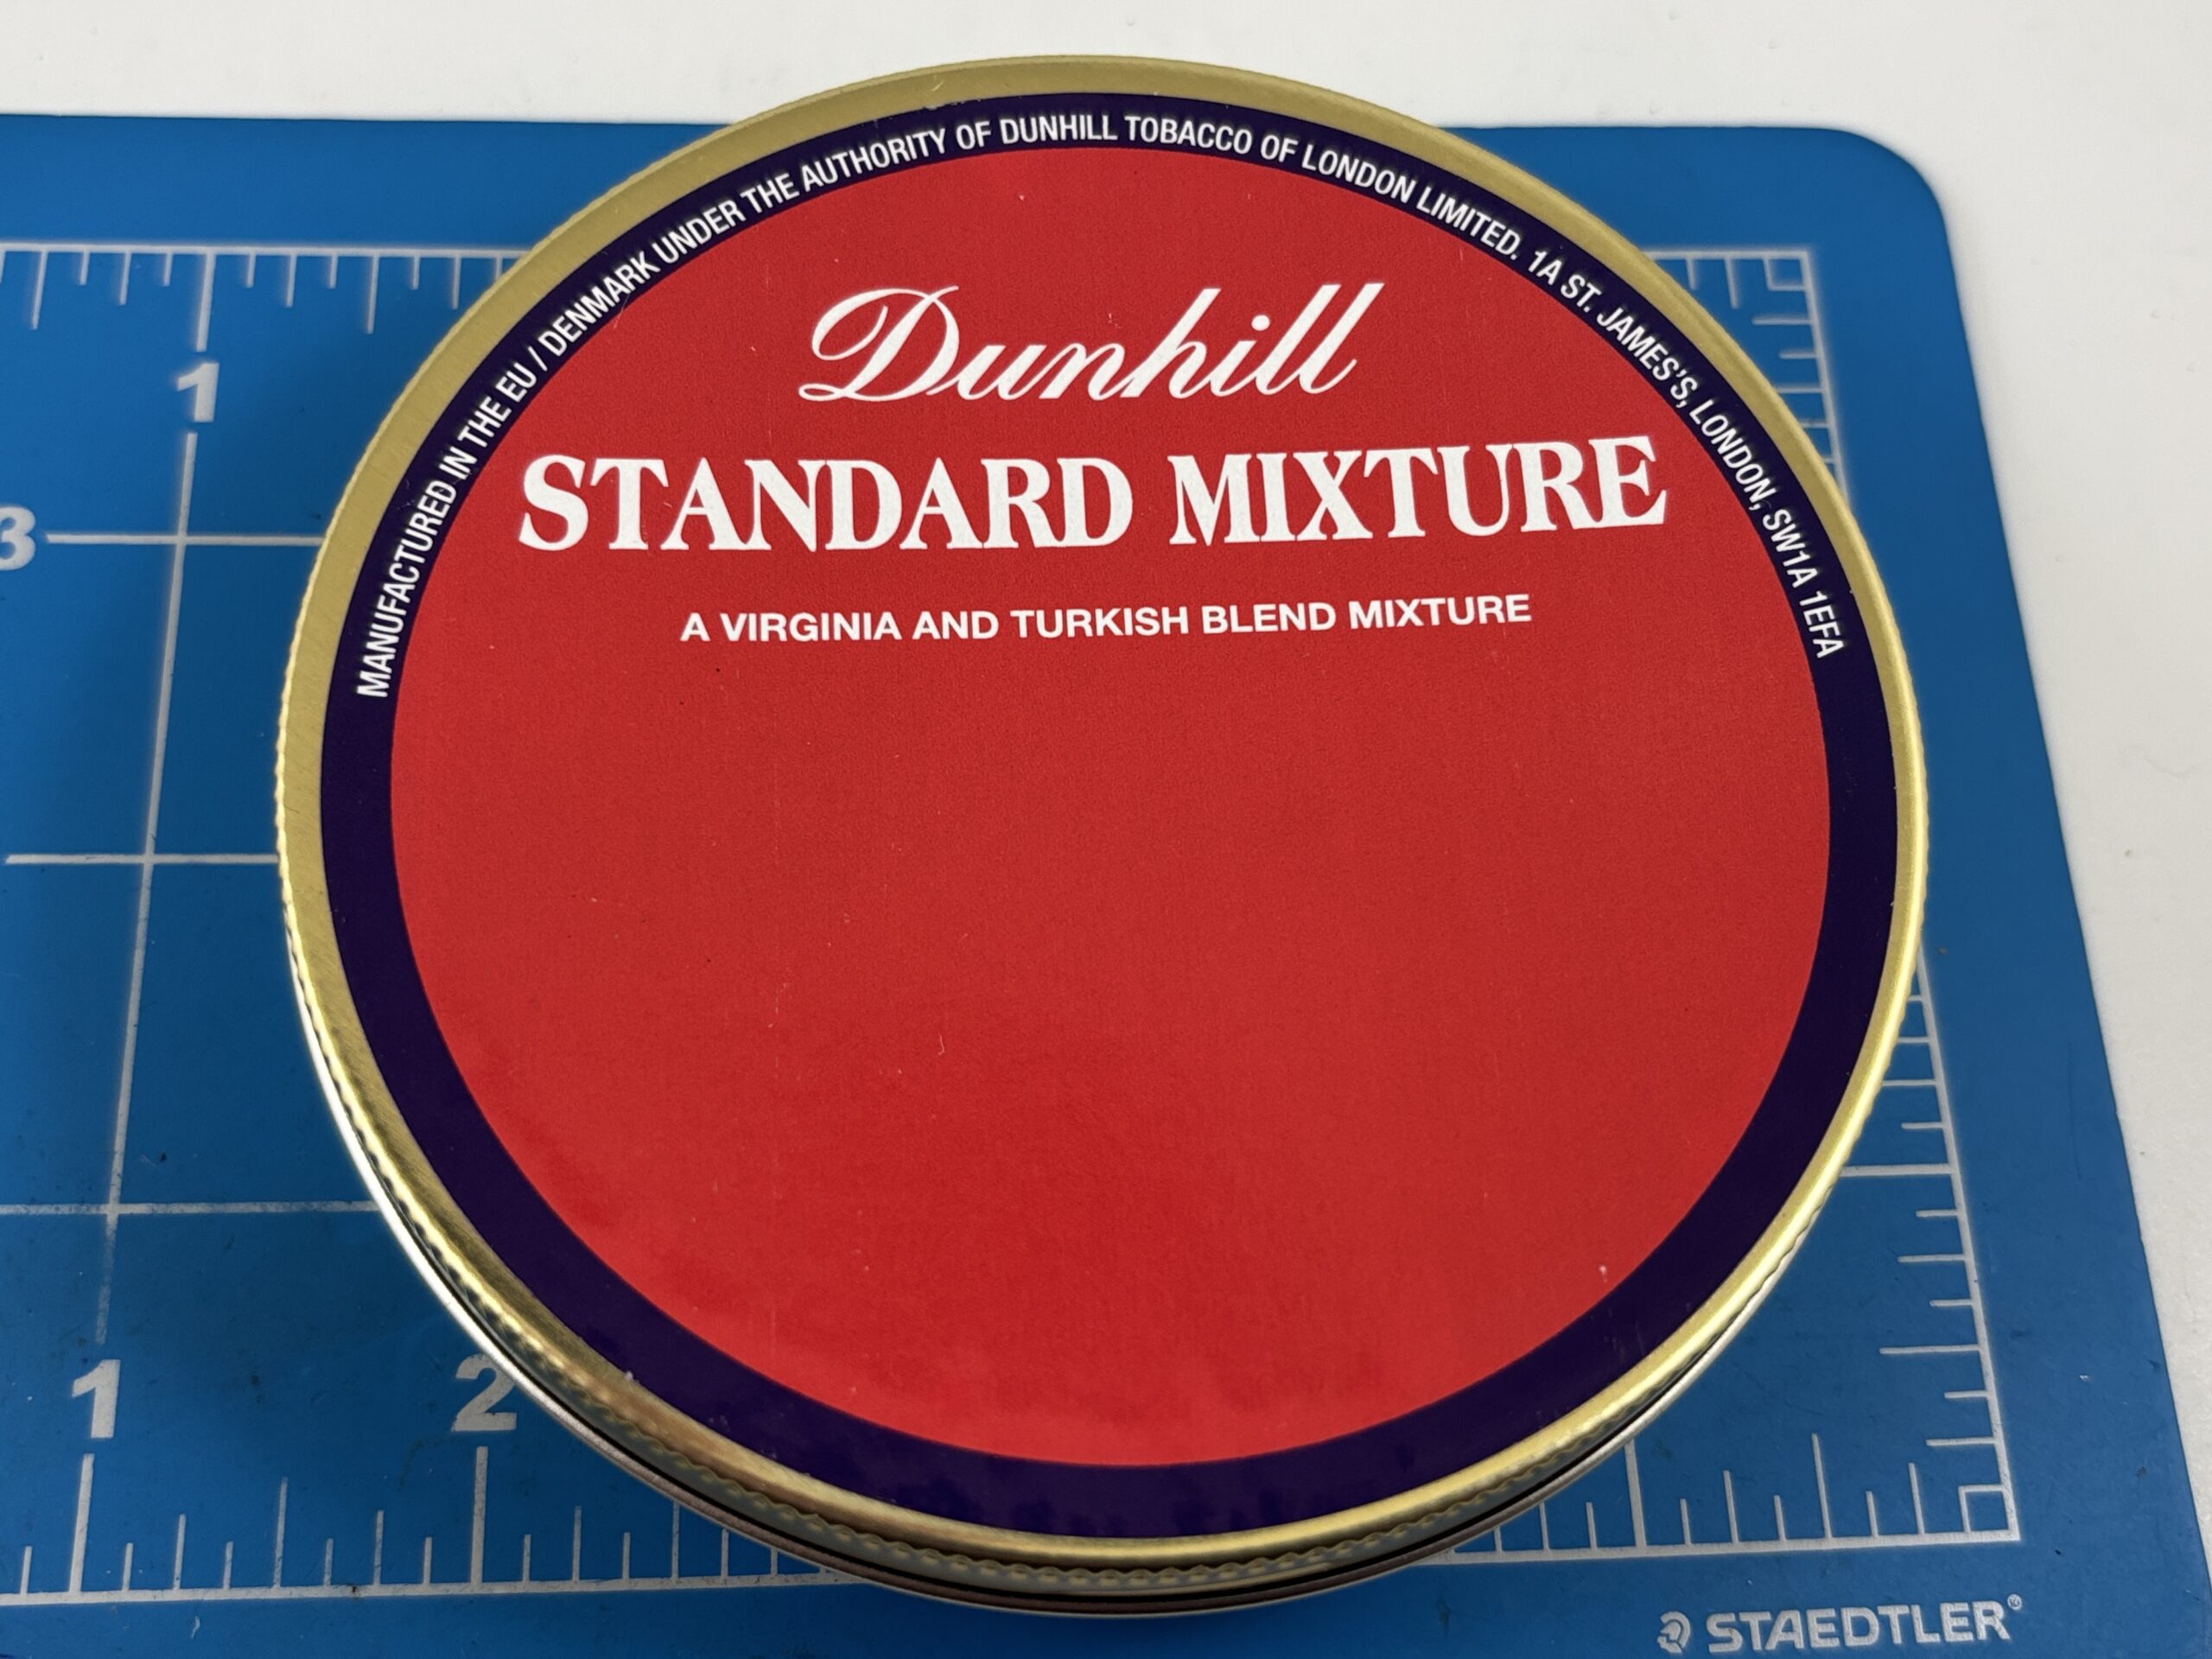 MANUFACTURED IN THE EU / DENMARK UNDER THE AUTHORITY OF DUNHILL TOBACCO OF LONDON LIMITED. 1A ST. JAMES'S, LONDON, SW1A 1EFA
Dunhill
STANDARD MIXTURE
A VIRGINIA AND TURKISH BLEND MIXTURE
1
3
1
2
STAEDTLER®